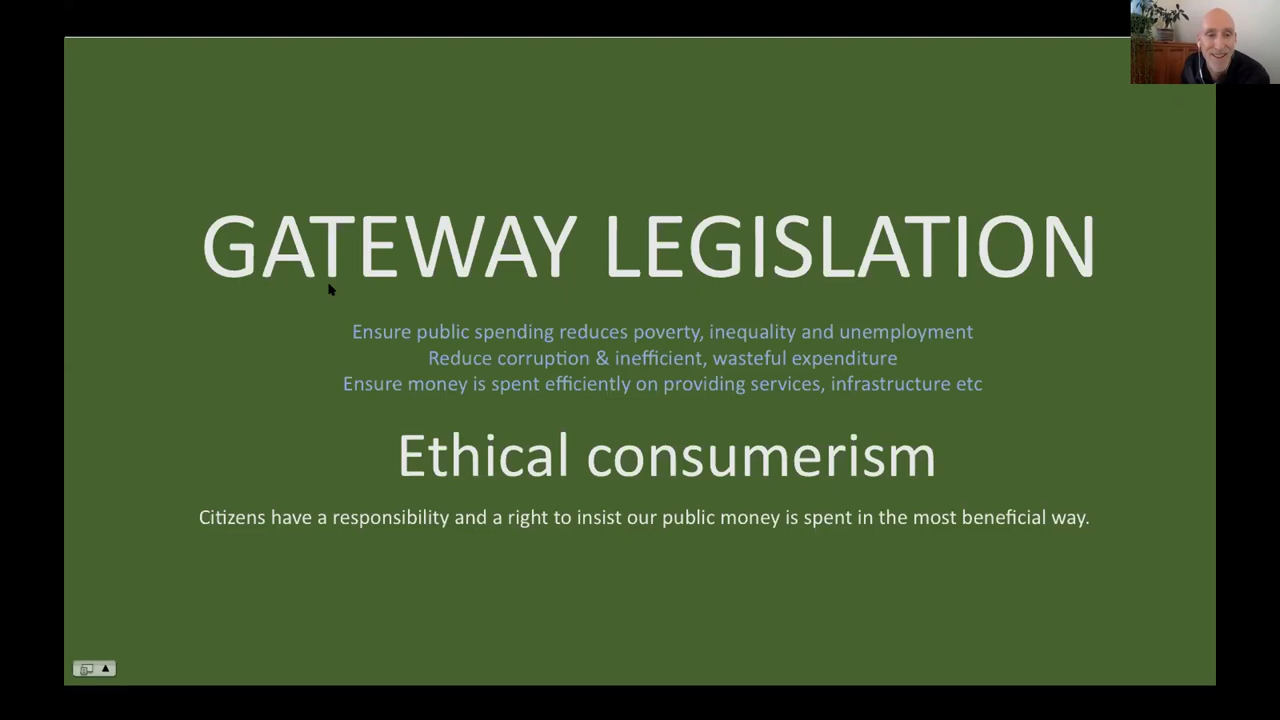 GATEWAY LEGISLATION
Ensure public spending reduces poverty, inequality and unemployment
Reduce corruption & inefficient, wasteful expenditure
Ensure money is spent efficiently on providing services, infrastructure etc
Ethical consumerism
Citizens have a responsibility and a right to insist our public money is spent in the most beneficial way.